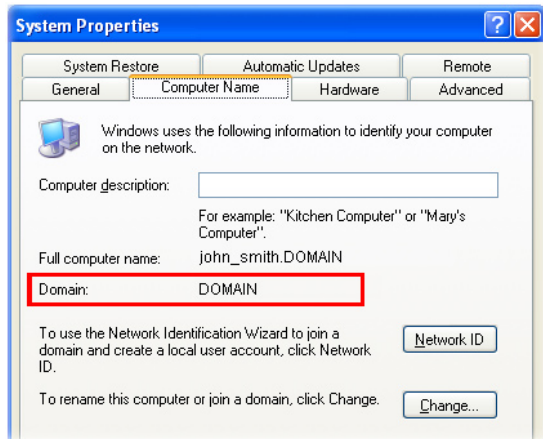 System Properties
System Restore Automatic Updates Remote
General Computer Name Hardware Advanced
Windows uses the following information to identify your computer
on the network.
Computer description:
For example: "Kitchen Computer" or "Mary's
Computer".
Full computer name: john_smith.DOMAIN
Domain: DOMAIN
To use the Network Identification Wizard to join a
domain and create a local user account, click Network
ID.
Network ID
To rename this computer or join a domain, click Change.
Change...